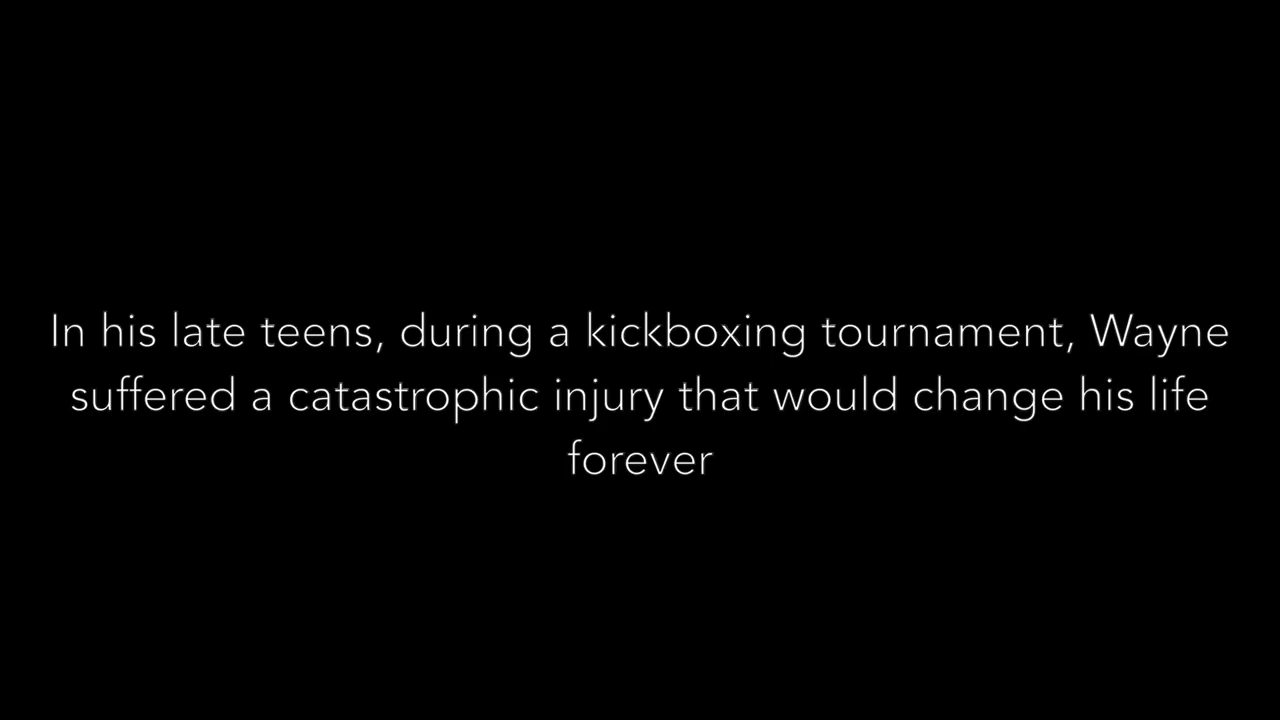 In his late teens, during a kickboxing tournament, Wayne
suffered a catastrophic injury that would change his life
forever